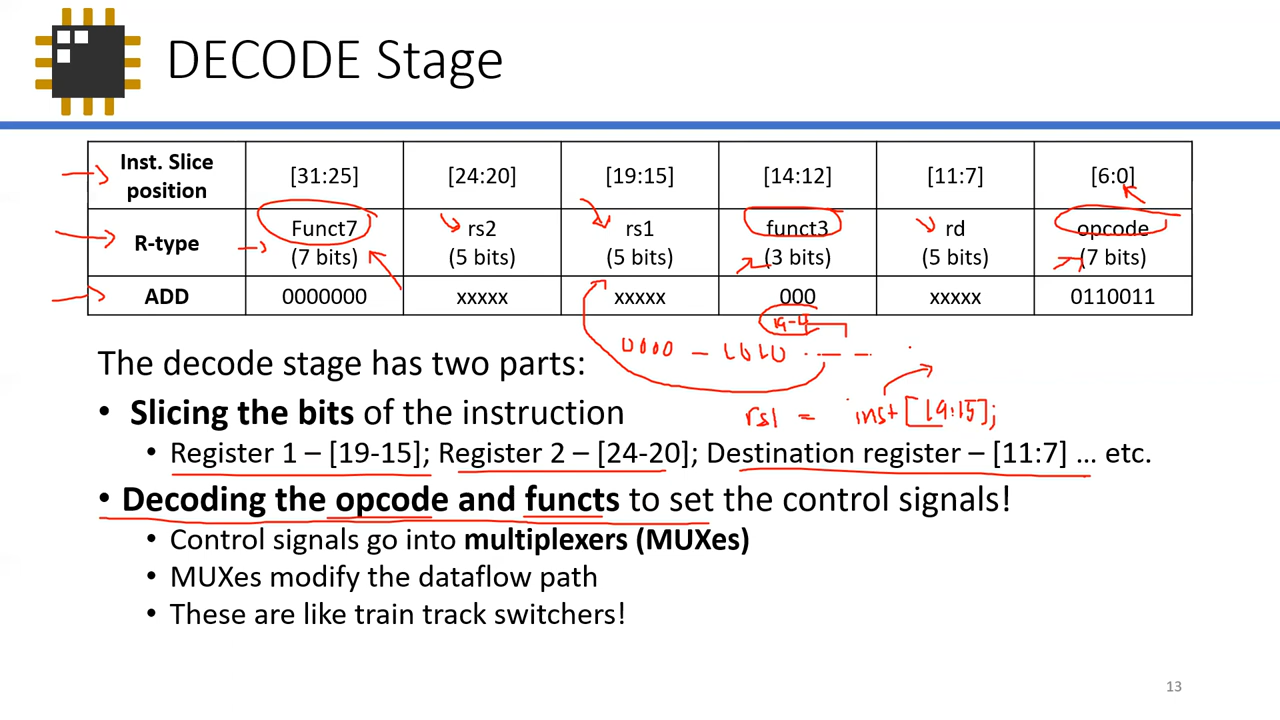 DECODE Stage
Inst. Slice position [31:25] [24:20] [19:15] [14:12] [11:7] [6:0]
R-type Funct7 (7 bits) rs2 (5 bits) rs1 (5 bits) funct3 (3 bits) rd (5 bits) opcode (7 bits)
ADD 0000000 xxxxx xxxxx 000 xxxxx 0110011
0000 - 1010
The decode stage has two parts:
• Slicing the bits of the instruction
rs1 = inst[19:15];
• Register 1 – [19-15]; Register 2 – [24-20]; Destination register – [11:7] … etc.
• Decoding the opcode and functs to set the control signals!
• Control signals go into multiplexers (MUXes)
• MUXes modify the dataflow path
• These are like train track switchers!
13